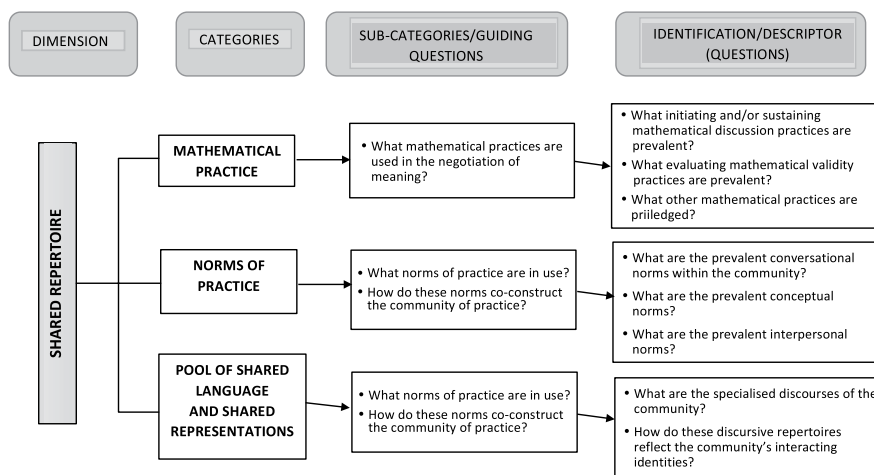 DIMENSION
CATEGORIES
SUB-CATEGORIES/GUIDING
QUESTIONS
IDENTIFICATION/DESCRIPTOR
(QUESTIONS)
SHARED REPERTOIRE
MATHEMATICAL
PRACTICE
• What mathematical practices are
used in the negotiation of
meaning?
• What initiating and/or sustaining
mathematical discussion practices are
prevalent?
• What evaluating mathematical validity
practices are prevalent?
• What other mathematical practices are
priiledged?
NORMS OF
PRACTICE
• What norms of practice are in use?
• How do these norms co-construct
the community of practice?
• What are the prevalent conversational
norms within the community?
• What are the prevalent conceptual
norms?
• What are the prevalent interpersonal
norms?
POOL OF SHARED
LANGUAGE
AND SHARED
REPRESENTATIONS
• What norms of practice are in use?
• How do these norms co-construct
the community of practice?
• What are the specialised discourses of the
community?
• How do these discursive repertoires
reflect the community's interacting
identities?